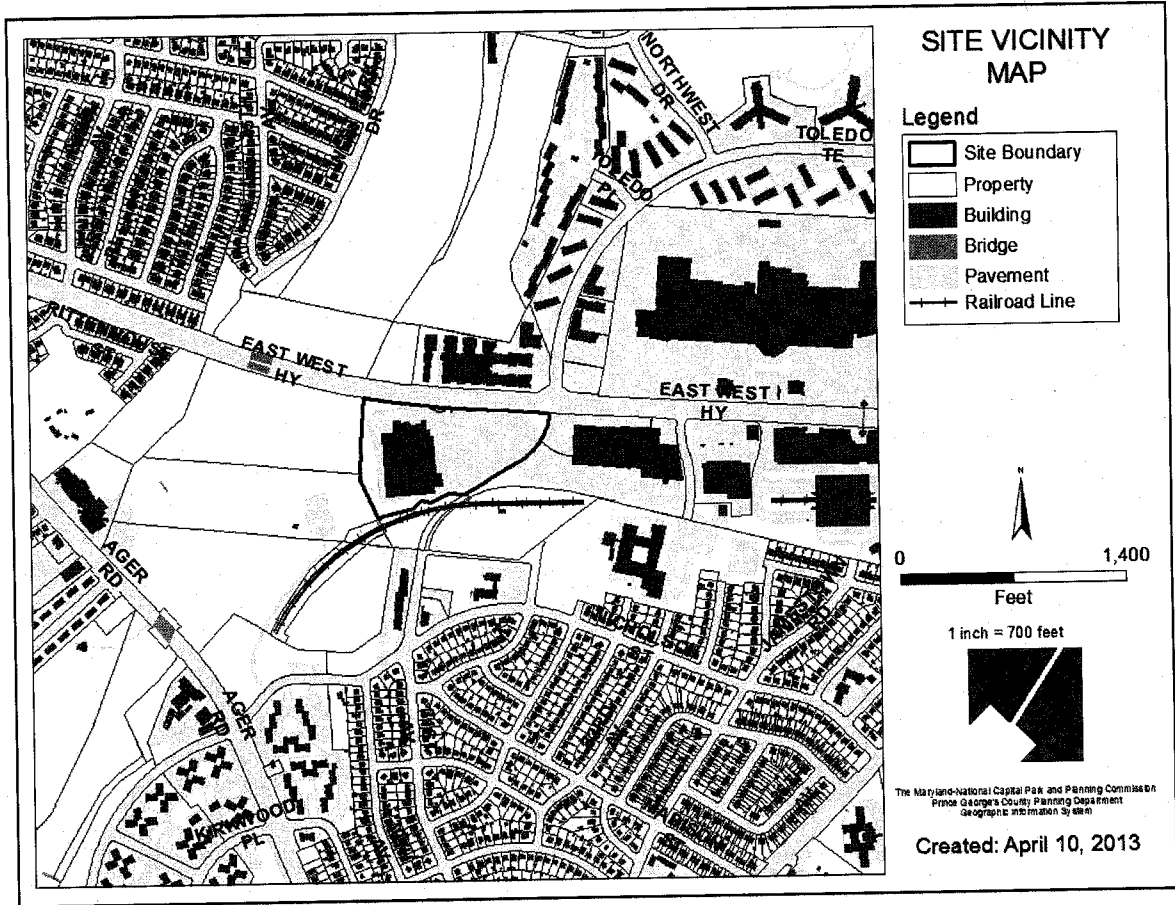 SITE VICINITY
MAP
Legend
Site Boundary
Property
Building
Bridge
Pavement
Railroad Line
N
0 1,400
Feet
1 inch = 700 feet
The Maryland-National Capital Park and Planning Commission
Prince George's County Planning Department
Geographic Information System
Created: April 10, 2013
NORTHWEST
DR
TOLEDO
TE
TOLEDO
PL
DR
EAST WEST
HY
EAST WEST
HY
AGER
RD
AGER
RD
KIRKWOOD
PL